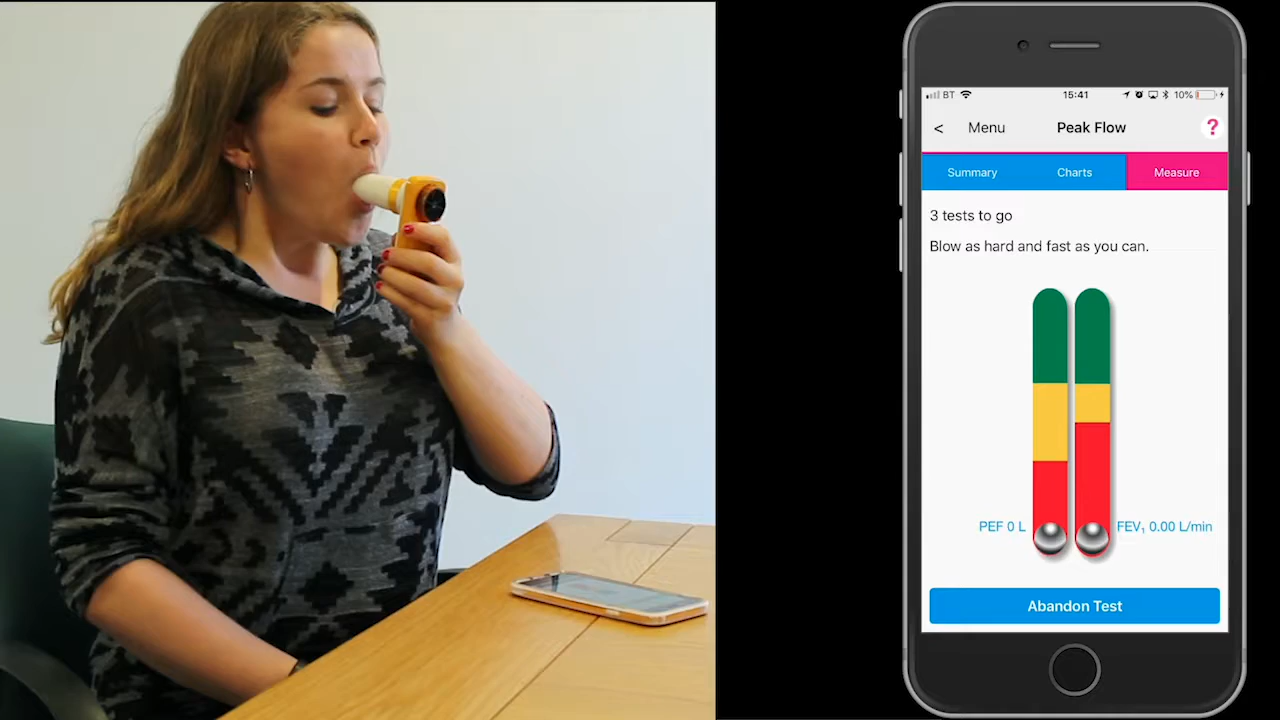 BT 15:41 10%
< Menu Peak Flow ?
Summary Charts Measure
3 tests to go
Blow as hard and fast as you can.
PEF 0 L FEV₁ 0.00 L/min
Abandon Test